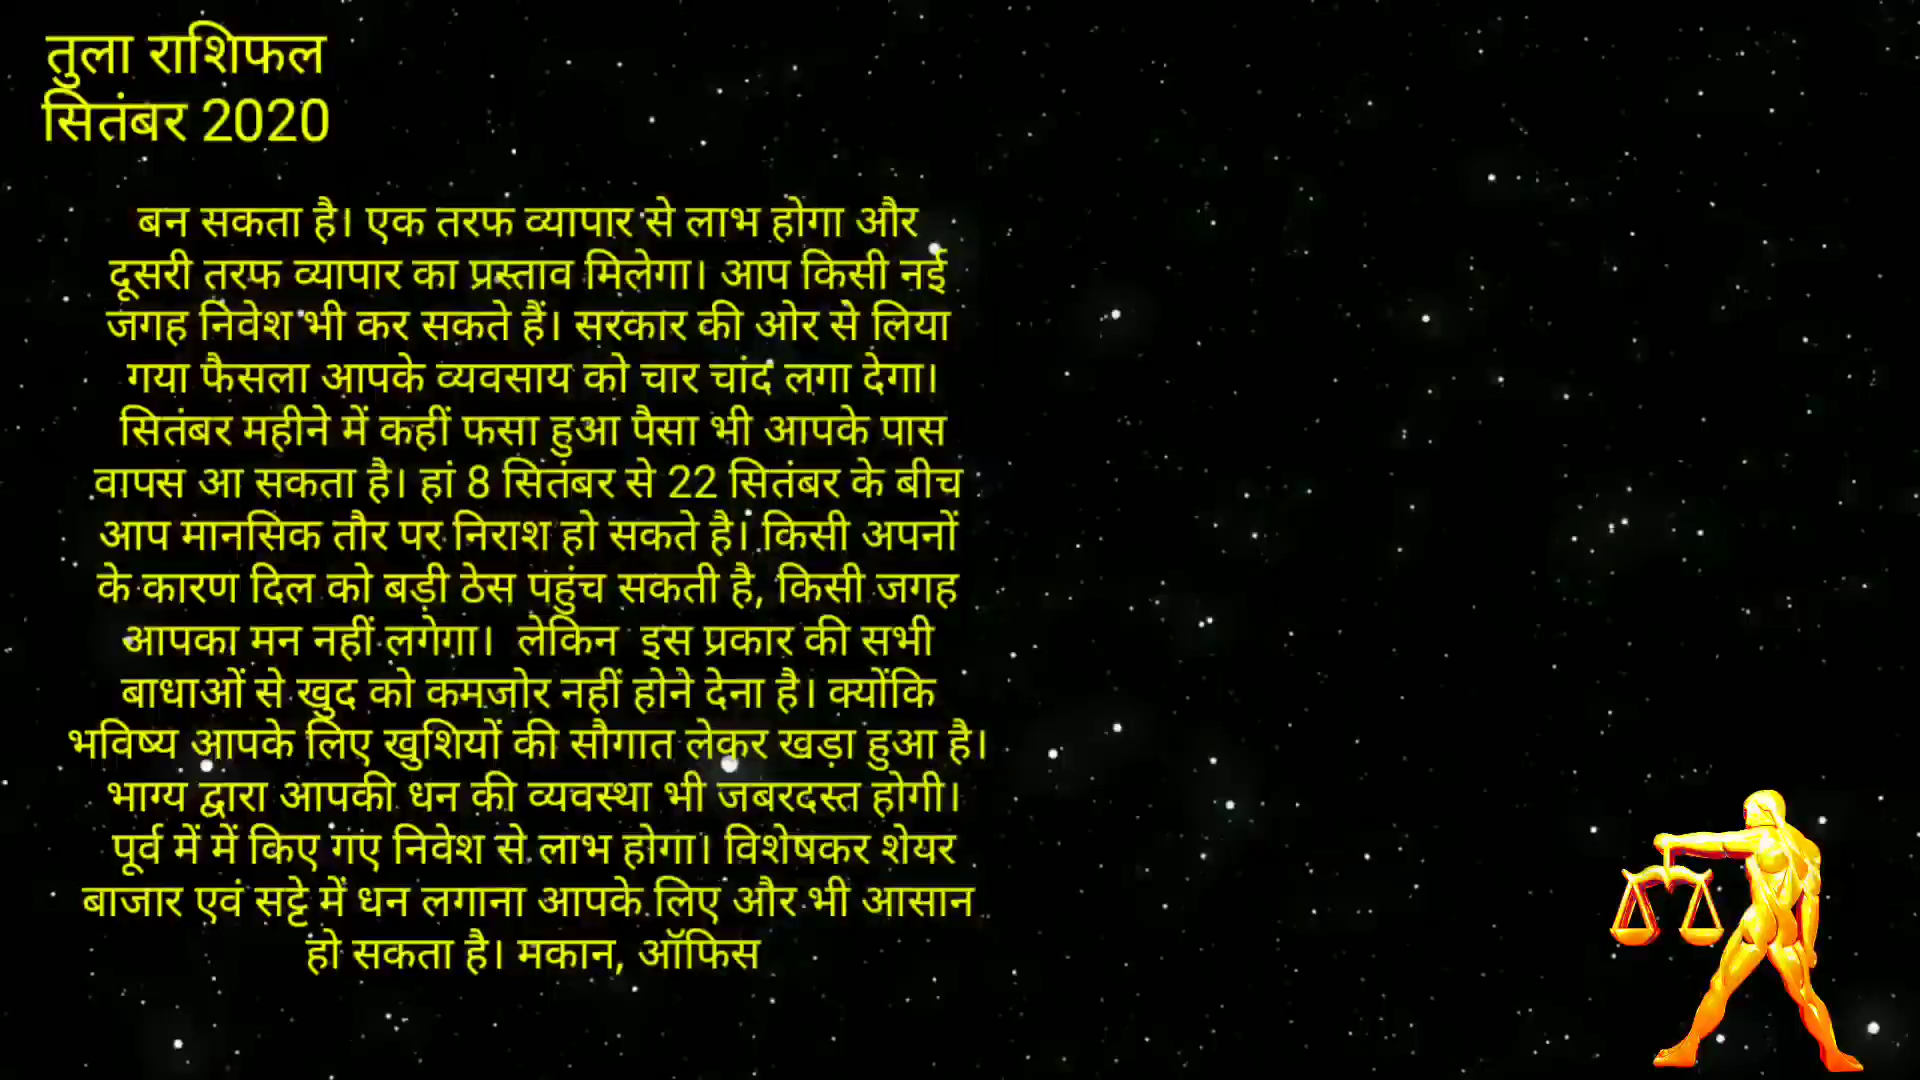 तुला राशिफल
सितंबर 2020
बन सकता है। एक तरफ व्यापार से लाभ होगा और
दूसरी तरफ व्यापार का प्रस्ताव मिलेगा। आप किसी नई
जगह निवेश भी कर सकते हैं। सरकार की ओर से लिया
गया फैसला आपके व्यवसाय को चार चांद लगा देगा।
सितंबर महीने में कहीं फसा हुआ पैसा भी आपके पास
वापस आ सकता है। हां 8 सितंबर से 22 सितंबर के बीच
आप मानसिक तौर पर निराश हो सकते है। किसी अपनों
के कारण दिल को बड़ी ठेस पहुंच सकती है, किसी जगह
आपका मन नहीं लगेगा। लेकिन इस प्रकार की सभी
बाधाओं से खुद को कमजोर नहीं होने देना है। क्योंकि
भविष्य आपके लिए खुशियों की सौगात लेकर खड़ा हुआ है।
भाग्य द्वारा आपकी धन की व्यवस्था भी जबरदस्त होगी।
पूर्व में में किए गए निवेश से लाभ होगा। विशेषकर शेयर
बाजार एवं सट्टे में धन लगाना आपके लिए और भी आसान
हो सकता है। मकान, ऑफिस